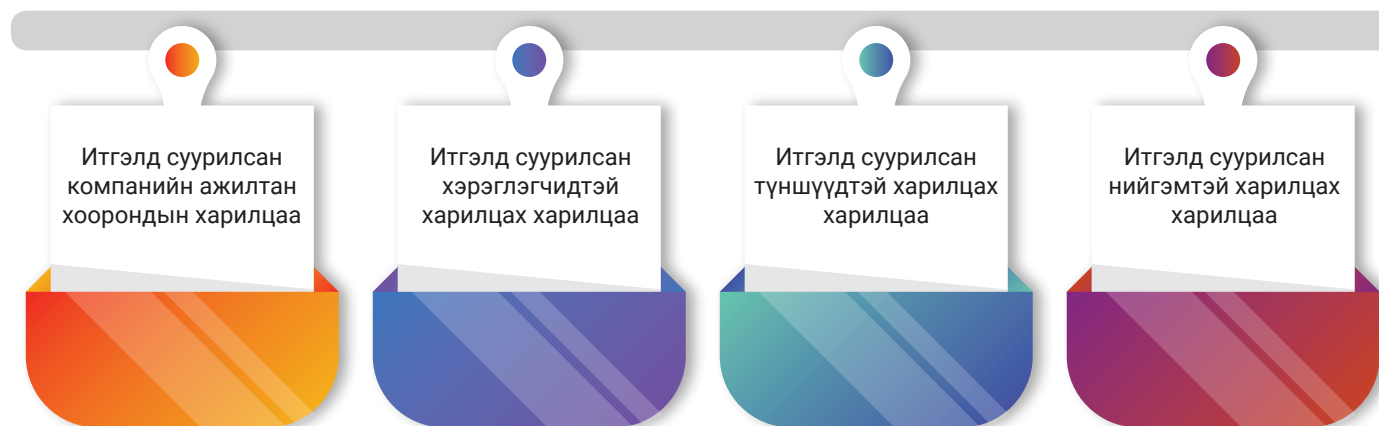 Итгэлд суурилсан
компанийн ажилтан
хоорондын харилцаа
Итгэлд суурилсан
хэрэглэгчидтэй
харилцах харилцаа
Итгэлд суурилсан
түншүүдтэй харилцах
харилцаа
Итгэлд суурилсан
нийгэмтэй харилцах
харилцаа